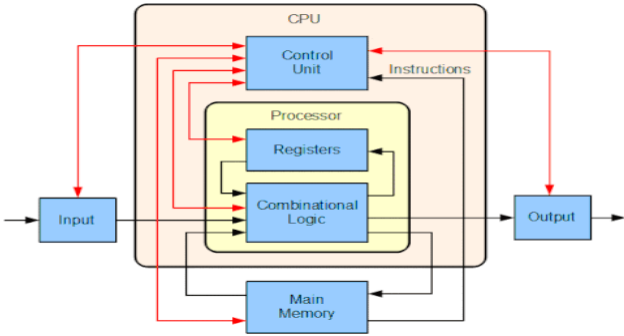 CPU
Control
Unit
Instructions
Processor
Registers
Combinational
Logic
Input
Output
Main
Memory